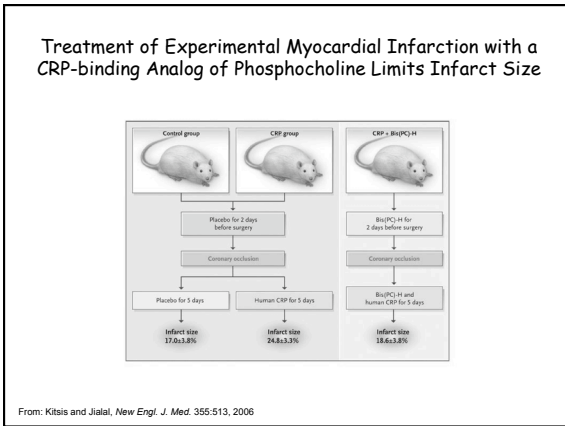 Treatment of Experimental Myocardial Infarction with a
CRP-binding Analog of Phosphocholine Limits Infarct Size
Control group
CRP group
CRP + Bis(PC)-H
Placebo for 2 days
before surgery
Bis(PC)-H for
2 days before surgery
Coronary occlusion
Coronary occlusion
Placebo for 5 days
Human CRP for 5 days
Bis(PC)-H and
human CRP for 5 days
Infarct size
17.0±3.8%
Infarct size
24.8±3.3%
Infarct size
18.6±3.8%
From: Kitsis and Jialal, New Engl. J. Med. 355:513, 2006